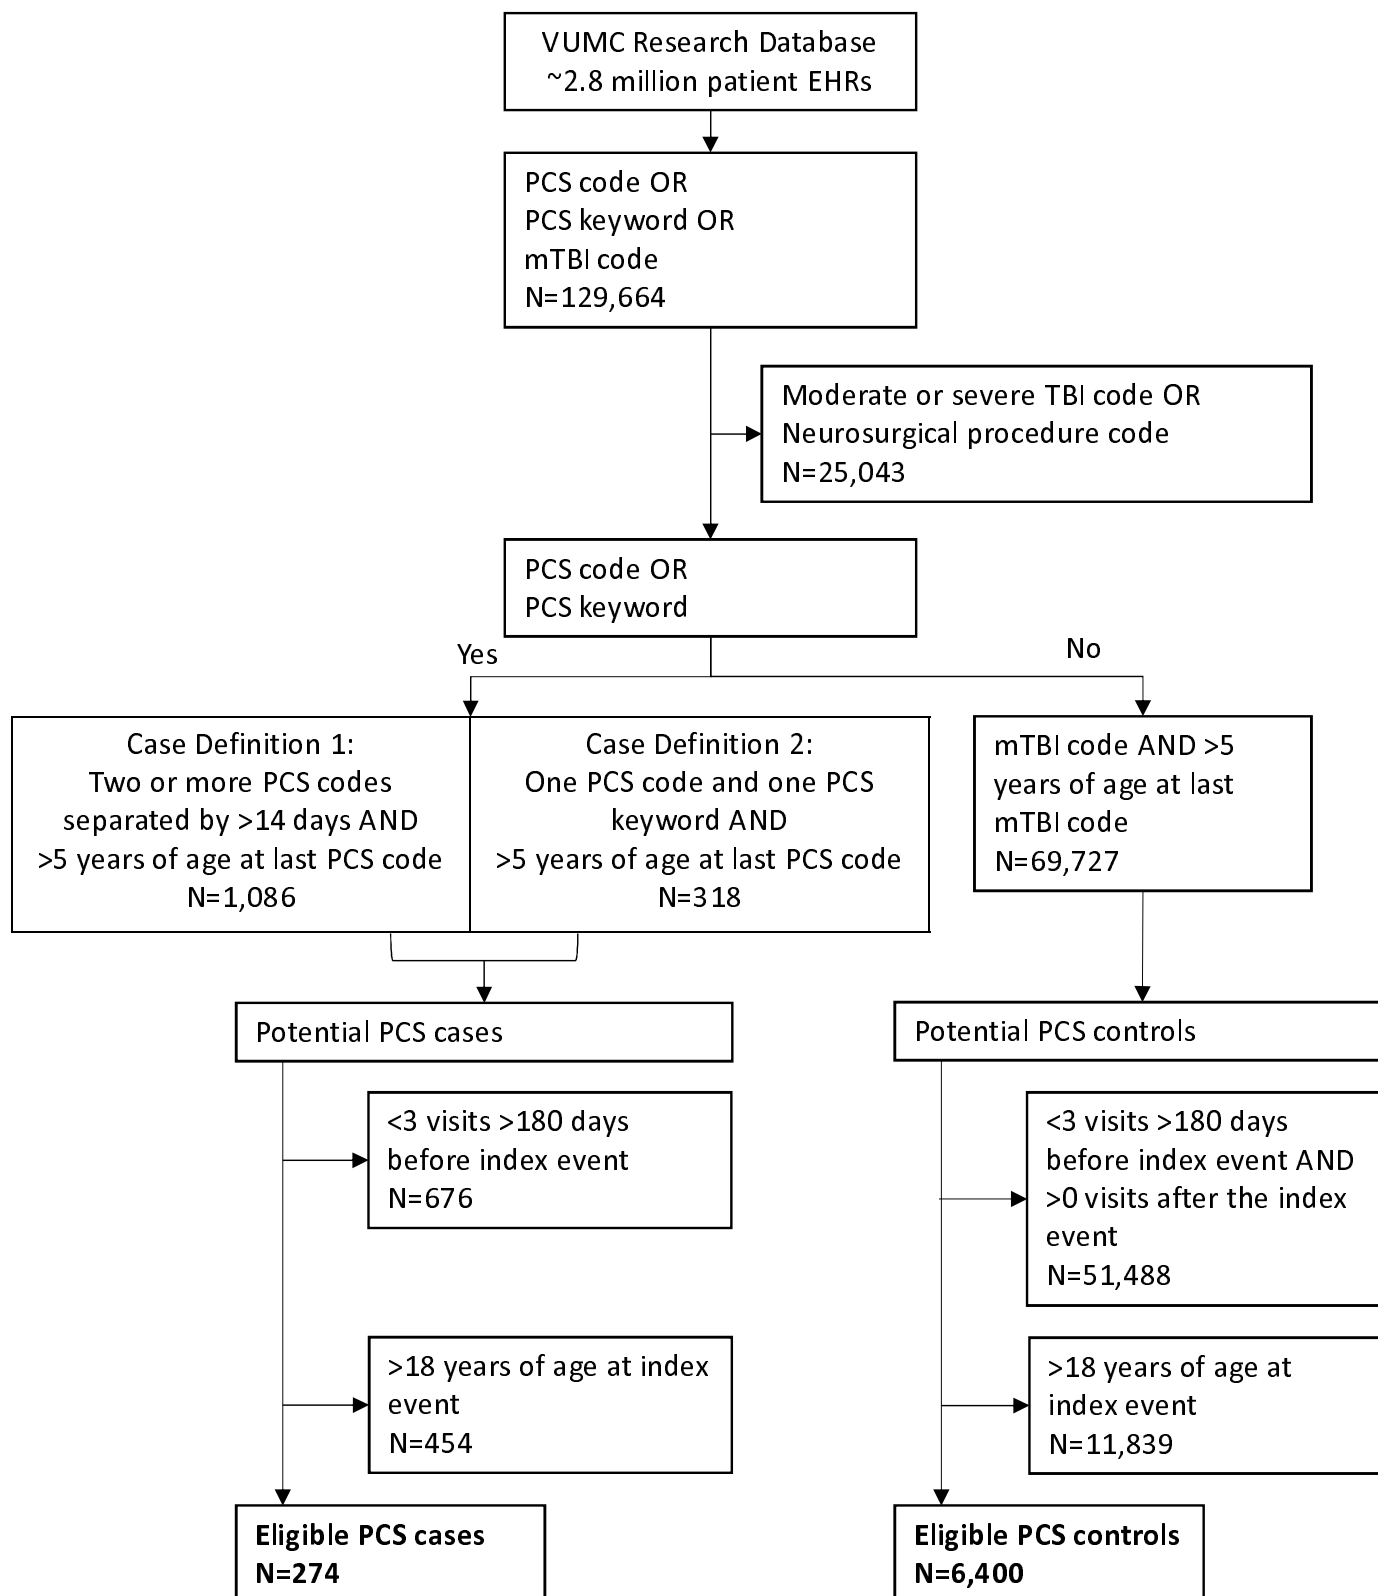 VUMC Research Database
~2.8 million patient EHRs
PCS code OR
PCS keyword OR
mTBI code
N=129,664
Moderate or severe TBI code OR
Neurosurgical procedure code
N=25,043
PCS code OR
PCS keyword
Yes
No
Case Definition 1:
Two or more PCS codes
separated by >14 days AND
>5 years of age at last PCS code
N=1,086
Case Definition 2:
One PCS code and one PCS
keyword AND
>5 years of age at last PCS code
N=318
mTBI code AND >5
years of age at last
mTBI code
N=69,727
Potential PCS cases
Potential PCS controls
<3 visits >180 days
before index event
N=676
<3 visits >180 days
before index event AND
>0 visits after the index
event
N=51,488
>18 years of age at index
event
N=454
>18 years of age at
index event
N=11,839
Eligible PCS cases
N=274
Eligible PCS controls
N=6,400